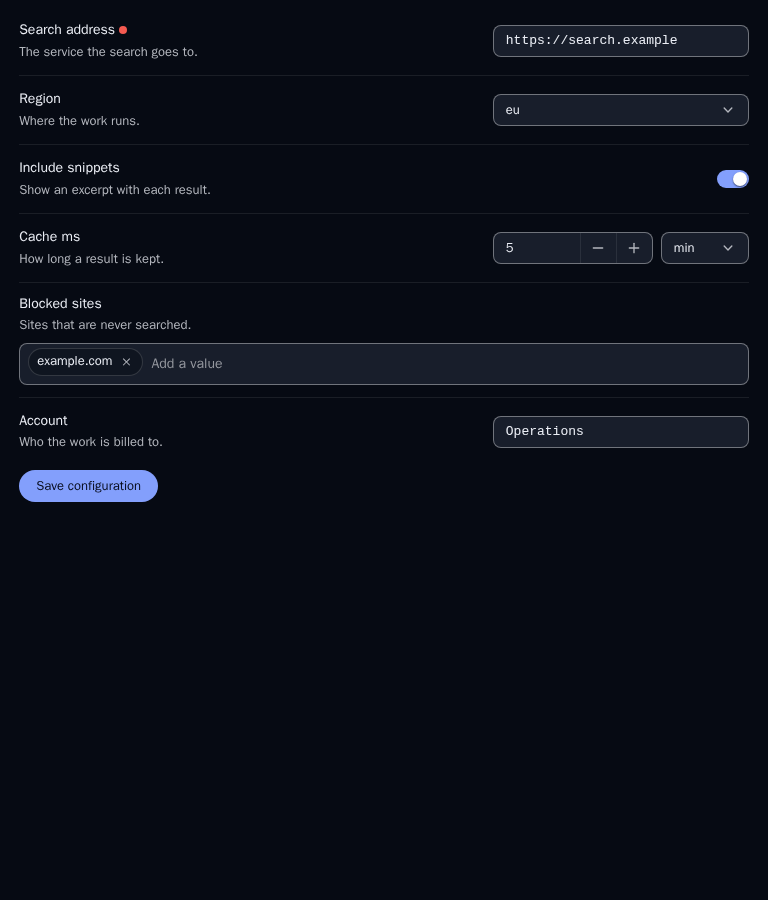 Search address
The service the search goes to.
https://search.example
Region
Where the work runs.
eu
Include snippets
Show an excerpt with each result.
Cache ms
How long a result is kept.
5
min
Blocked sites
Sites that are never searched.
example.com
Add a value
Account
Who the work is billed to.
Operations
Save configuration